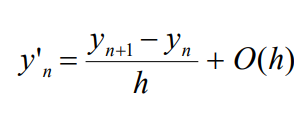 y'ₙ = (yₙ₊₁ − yₙ) / h + O(h)